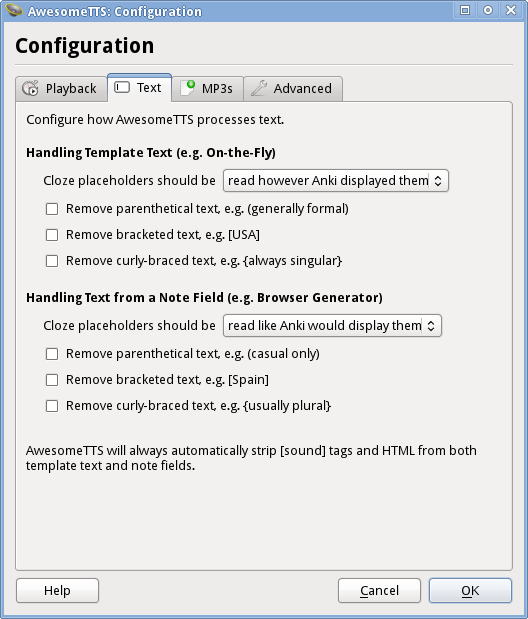 AwesomeTTS: Configuration
Configuration
Playback
Text
MP3s
Advanced
Configure how AwesomeTTS processes text.
Handling Template Text (e.g. On-the-Fly)
Cloze placeholders should be read however Anki displayed them
Remove parenthetical text, e.g. (generally formal)
Remove bracketed text, e.g. [USA]
Remove curly-braced text, e.g. {always singular}
Handling Text from a Note Field (e.g. Browser Generator)
Cloze placeholders should be read like Anki would display them
Remove parenthetical text, e.g. (casual only)
Remove bracketed text, e.g. [Spain]
Remove curly-braced text, e.g. {usually plural}
AwesomeTTS will always automatically strip [sound] tags and HTML from both
template text and note fields.
Help
Cancel
OK